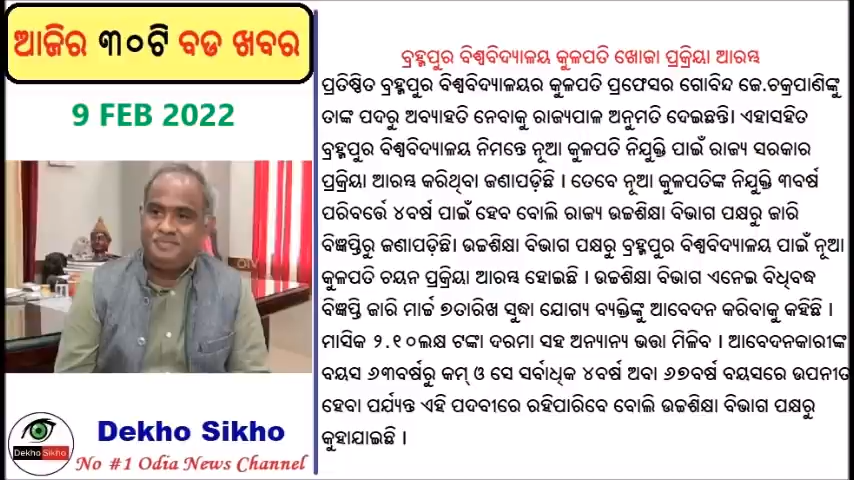 ଆଜିର ୩୦ଟି ବଡ ଖବର
9 FEB 2022
Dekho Sikho
Dekho Sikho
No #1 Odia News Channel
ବ୍ରହ୍ମପୁର ବିଶ୍ୱବିଦ୍ୟାଳୟ କୁଳପତି ଖୋଜା ପ୍ରକ୍ରିୟା ଆରମ୍ଭ
ପ୍ରତିଷ୍ଠିତ ବ୍ରହ୍ମପୁର ବିଶ୍ୱବିଦ୍ୟାଳୟର କୁଳପତି ପ୍ରଫେସର ଗୋବିନ୍ଦ ଜେ.ଚକ୍ରପାଣିଙ୍କୁ
ତାଙ୍କ ପଦରୁ ଅବ୍ୟାହତି ନେବାକୁ ରାଜ୍ୟପାଳ ଅନୁମତି ଦେଇଛନ୍ତି। ଏହାସହିତ
ବ୍ରହ୍ମପୁର ବିଶ୍ୱବିଦ୍ୟାଳୟ ନିମନ୍ତେ ନୂଆ କୁଳପତି ନିଯୁକ୍ତି ପାଇଁ ରାଜ୍ୟ ସରକାର
ପ୍ରକ୍ରିୟା ଆରମ୍ଭ କରିଥିବା ଜଣାପଡ଼ିଛି । ତେବେ ନୂଆ କୁଳପତିଙ୍କ ନିଯୁକ୍ତି ୩ବର୍ଷ
ପରିବର୍ତ୍ତେ ୪ବର୍ଷ ପାଇଁ ହେବ ବୋଲି ରାଜ୍ୟ ଉଚ୍ଚଶିକ୍ଷା ବିଭାଗ ପକ୍ଷରୁ ଜାରି
ବିଜ୍ଞପ୍ତିରୁ ଜଣାପଡ଼ିଛି। ଉଚ୍ଚଶିକ୍ଷା ବିଭାଗ ପକ୍ଷରୁ ବ୍ରହ୍ମପୁର ବିଶ୍ୱବିଦ୍ୟାଳୟ ପାଇଁ ନୂଆ
କୁଳପତି ଚୟନ ପ୍ରକ୍ରିୟା ଆରମ୍ଭ ହୋଇଛି । ଉଚ୍ଚଶିକ୍ଷା ବିଭାଗ ଏନେଇ ବିଧିବଦ୍ଧ
ବିଜ୍ଞପ୍ତି ଜାରି ମାର୍ଚ୍ଚ ୭ତାରିଖ ସୁଦ୍ଧା ଯୋଗ୍ୟ ବ୍ୟକ୍ତିଙ୍କୁ ଆବେଦନ କରିବାକୁ କହିଛି ।
ମାସିକ ୨.୧୦ଲକ୍ଷ ଟଙ୍କା ଦରମା ସହ ଅନ୍ୟାନ୍ୟ ଭତ୍ତା ମିଳିବ । ଆବେଦନକାରୀଙ୍କ
ବୟସ ୬୩ବର୍ଷରୁ କମ୍ ଓ ସେ ସର୍ବାଧିକ ୪ବର୍ଷ ଅବା ୬୭ବର୍ଷ ବୟସରେ ଉପନୀତ
ହେବା ପର୍ଯ୍ୟନ୍ତ ଏହି ପଦବୀରେ ରହିପାରିବେ ବୋଲି ଉଚ୍ଚଶିକ୍ଷା ବିଭାଗ ପକ୍ଷରୁ
କୁହାଯାଇଛି ।